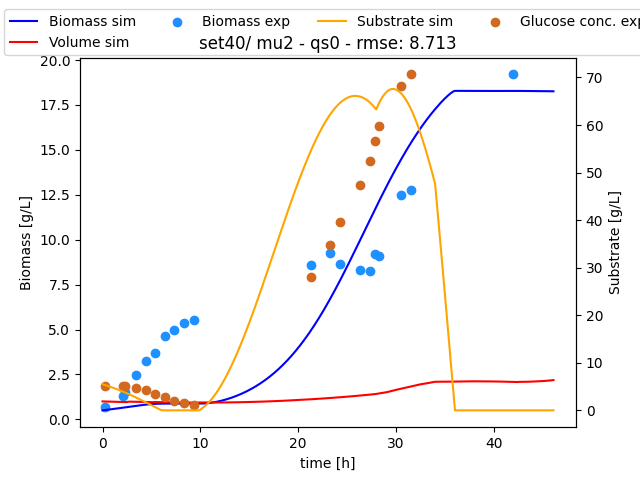 Biomass sim
Biomass exp
Substrate sim
Glucose conc. exp
Volume sim
set40/ mu2 - qs0 - rmse: 8.713
20.0
17.5
15.0
12.5
10.0
7.5
5.0
2.5
0.0
Biomass [g/L]
70
60
50
40
30
20
10
0
Substrate [g/L]
0
10
20
30
40
time [h]